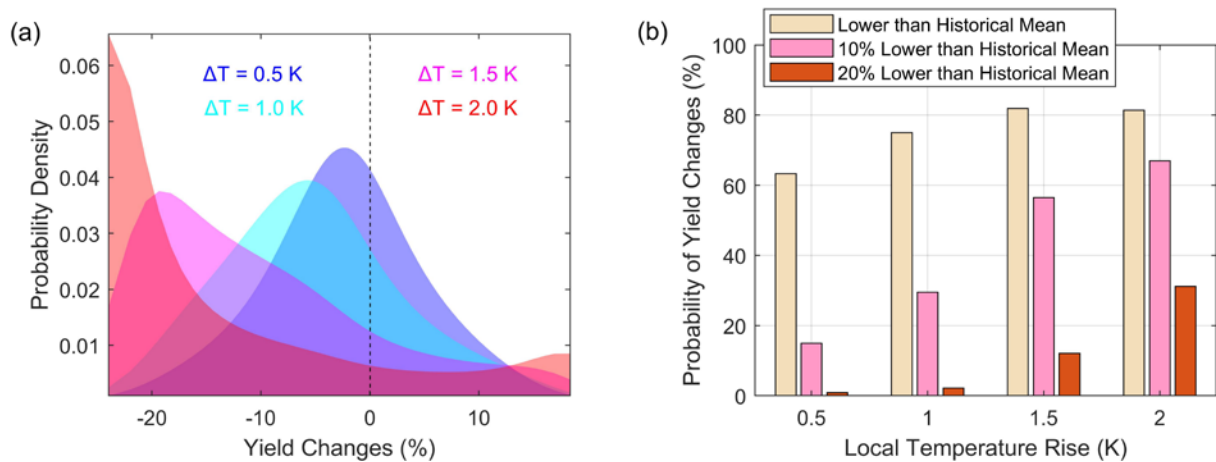 (a)
Probability Density
0.06
0.05
0.04
0.03
0.02
0.01
ΔT = 0.5 K
ΔT = 1.0 K
ΔT = 1.5 K
ΔT = 2.0 K
-20
-10
0
10
Yield Changes (%)
(b)
Lower than Historical Mean
10% Lower than Historical Mean
20% Lower than Historical Mean
Probability of Yield Changes (%)
100
80
60
40
20
0
0.5
1
1.5
2
Local Temperature Rise (K)